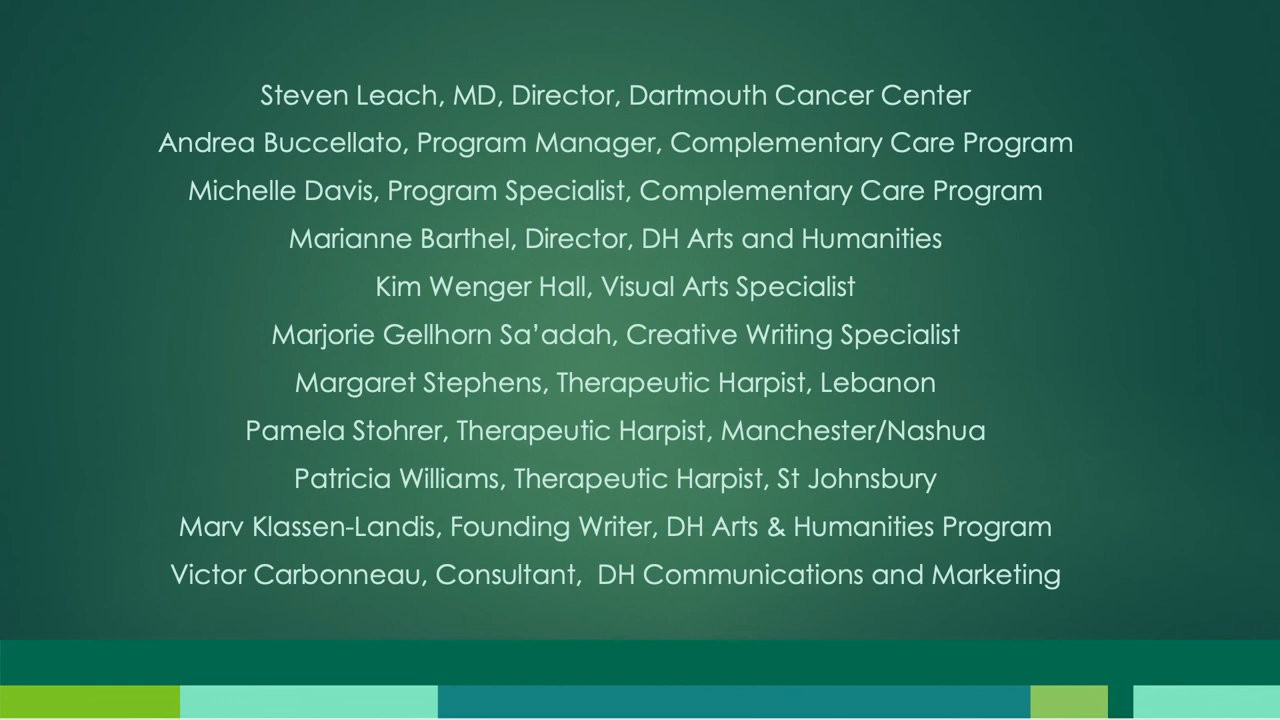 Steven Leach, MD, Director, Dartmouth Cancer Center
Andrea Buccellato, Program Manager, Complementary Care Program
Michelle Davis, Program Specialist, Complementary Care Program
Marianne Barthel, Director, DH Arts and Humanities
Kim Wenger Hall, Visual Arts Specialist
Marjorie Gellhorn Sa’adah, Creative Writing Specialist
Margaret Stephens, Therapeutic Harpist, Lebanon
Pamela Stohrer, Therapeutic Harpist, Manchester/Nashua
Patricia Williams, Therapeutic Harpist, St Johnsbury
Marv Klassen-Landis, Founding Writer, DH Arts & Humanities Program
Victor Carbonneau, Consultant,  DH Communications and Marketing